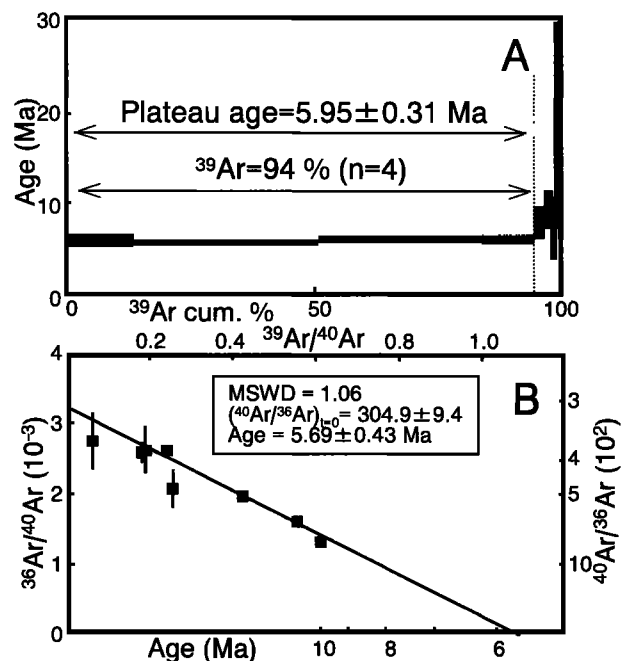 30
A
20
Plateau age=5.95±0.31 Ma
Age (Ma)
³⁹Ar=94 % (n=4)
10
0
0 50 100
³⁹Ar cum. %
³⁹Ar/⁴⁰Ar
0.2 0.4 0.6 0.8 1.0
4
B
MSWD = 1.06
(⁴⁰Ar/³⁶Ar)t=0= 304.9±9.4
Age = 5.69±0.43 Ma
3
2
1
0
³⁶Ar/⁴⁰Ar (10⁻³)
3
4
5
10
⁴⁰Ar/³⁶Ar (10²)
Age (Ma) 10 8 6